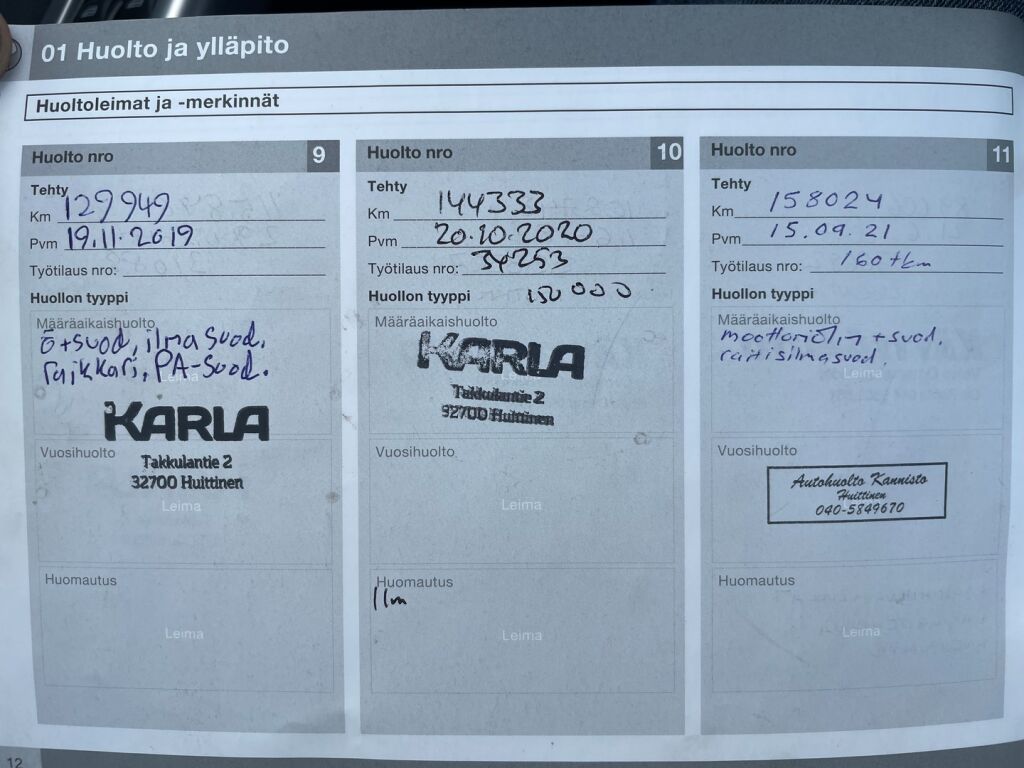 01 Huolto ja ylläpito
Huoltoleimat ja -merkinnät
Huolto nro 9
Tehty
Km 129949
Pvm 19.11.2019
Työtilaus nro:
Huollon tyyppi
Määräaikaishuolto
ö+suod, ilmasuod.
raikkari, PA-suod.
Leima
KARLA
Takkulantie 2
32700 Huittinen
Vuosihuolto
Leima
Huomautus
Leima
Huolto nro 10
Tehty
Km 144333
Pvm 20.10.2020
Työtilaus nro: 34253
Huollon tyyppi 150 000
Määräaikaishuolto
KARLA
Takkulantie 2
32700 Huittinen
Vuosihuolto
Leima
Huomautus
Ilm
Leima
Huolto nro 11
Tehty
Km 158024
Pvm 15.09.21
Työtilaus nro: 160tkm
Huollon tyyppi
Määräaikaishuolto
moottoriöljy + suod.
raitisilmasuod.
Leima
Vuosihuolto
Autohuolto Kannisto
Huittinen
040-5849670
Huomautus
Leima
12